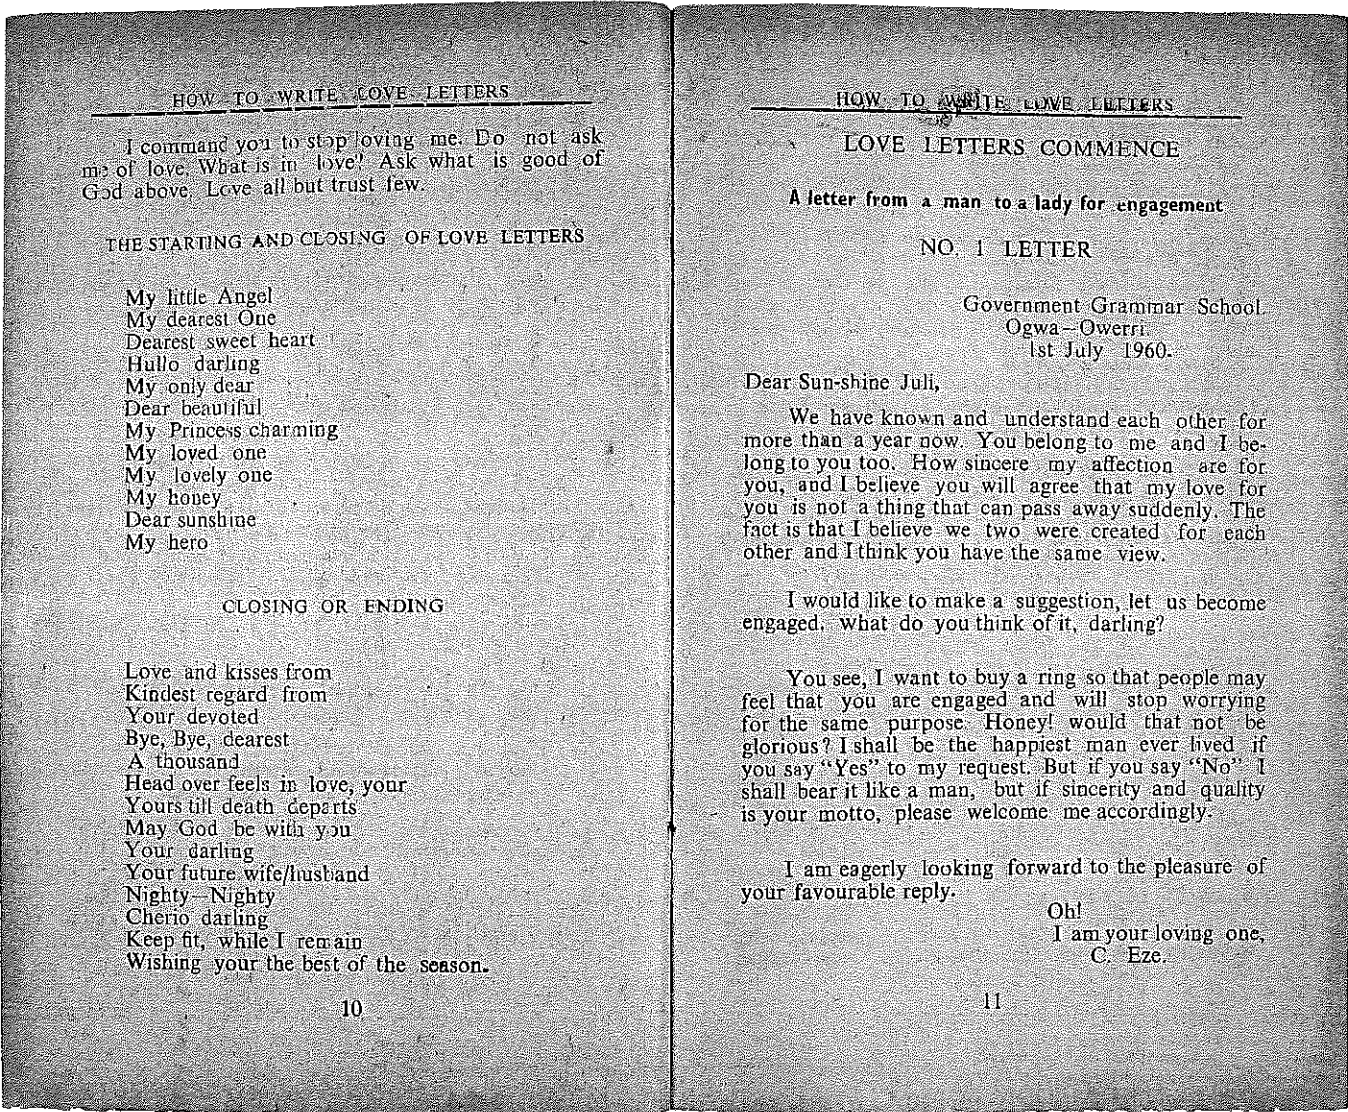 HOW TO WRITE LOVE LETTERS
I command you to stop loving me. Do not ask
me of love. What is in love? Ask what is good of
God above. Love all but trust few.
THE STARTING AND CLOSING OF LOVE LETTERS
My little Angel
My dearest One
Dearest sweet heart
Hullo darling
My only dear
Dear beautiful
My Princess charming
My loved one
My lovely one
My honey
Dear sunshine
My hero
CLOSING OR ENDING
Love and kisses from
Kindest regard from
Your devoted
Bye, Bye, dearest
A thousand
Head over feels in love, your
Yours till death departs
May God be with you
Your darling
Your future wife/husband
Nighty—Nighty
Cherio darling
Keep fit, while I remain
Wishing your the best of the season.
10
HOW TO WRITE LOVE LETTERS
LOVE LETTERS COMMENCE
A letter from a man to a lady for engagement
NO. 1 LETTER
Government Grammar School.
Ogwa—Owerri
1st July 1960.
Dear Sun-shine Juli,
We have known and understand each other for
more than a year now. You belong to me and I be-
long to you too. How sincere my affection are for
you, and I believe you will agree that my love for
you is not a thing that can pass away suddenly. The
fact is that I believe we two were created for each
other and I think you have the same view.
I would like to make a suggestion, let us become
engaged. what do you think of it, darling?
You see, I want to buy a ring so that people may
feel that you are engaged and will stop worrying
for the same purpose. Honey! would that not be
glorious? I shall be the happiest man ever lived if
you say "Yes" to my request. But if you say "No" I
shall bear it like a man, but if sincerity and quality
is your motto, please welcome me accordingly.
I am eagerly looking forward to the pleasure of
your favourable reply.
Oh!
I am your loving one,
C. Eze.
11